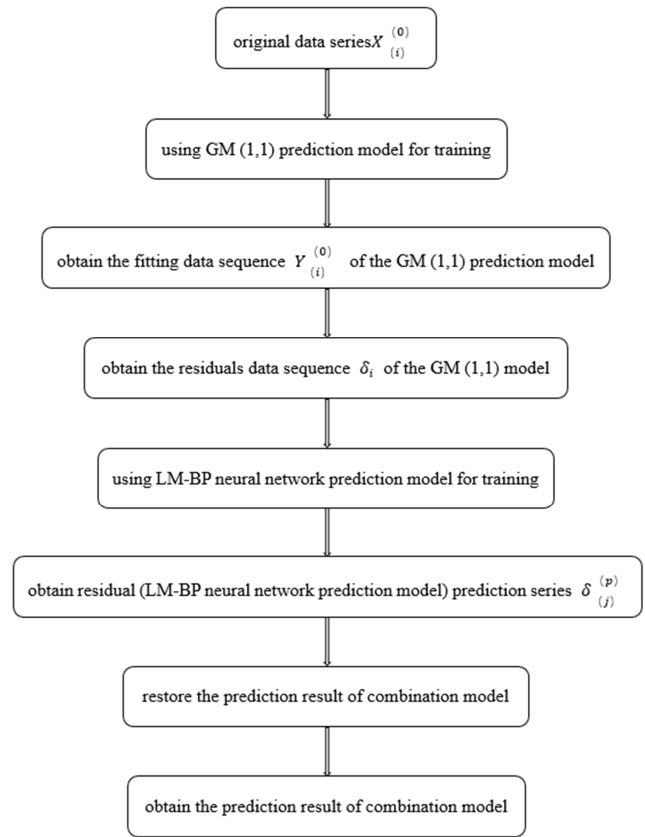 original data series X^{(0)}_{(i)}
using GM (1,1) prediction model for training
obtain the fitting data sequence Y^{(0)}_{(i)} of the GM (1,1) prediction model
obtain the residuals data sequence δ_i of the GM (1,1) model
using LM-BP neural network prediction model for training
obtain residual (LM-BP neural network prediction model) prediction series δ^{(p)}_{(j)}
restore the prediction result of combination model
obtain the prediction result of combination model